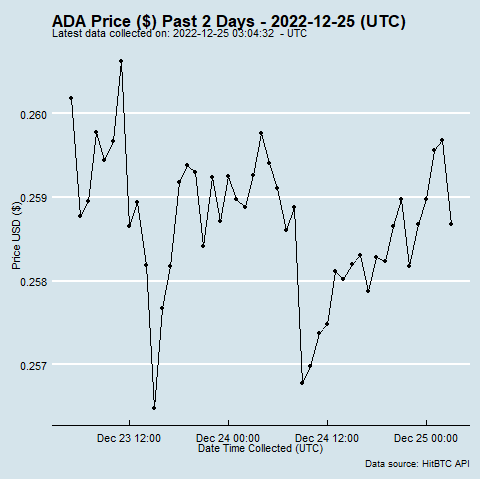 ADA Price ($) Past 2 Days - 2022-12-25 (UTC)
Latest data collected on: 2022-12-25 03:04:32  - UTC
0.260
0.259
0.258
0.257
Price USD ($)
Dec 23 12:00
Dec 24 00:00
Dec 24 12:00
Dec 25 00:00
Date Time Collected (UTC)
Data source: HitBTC API